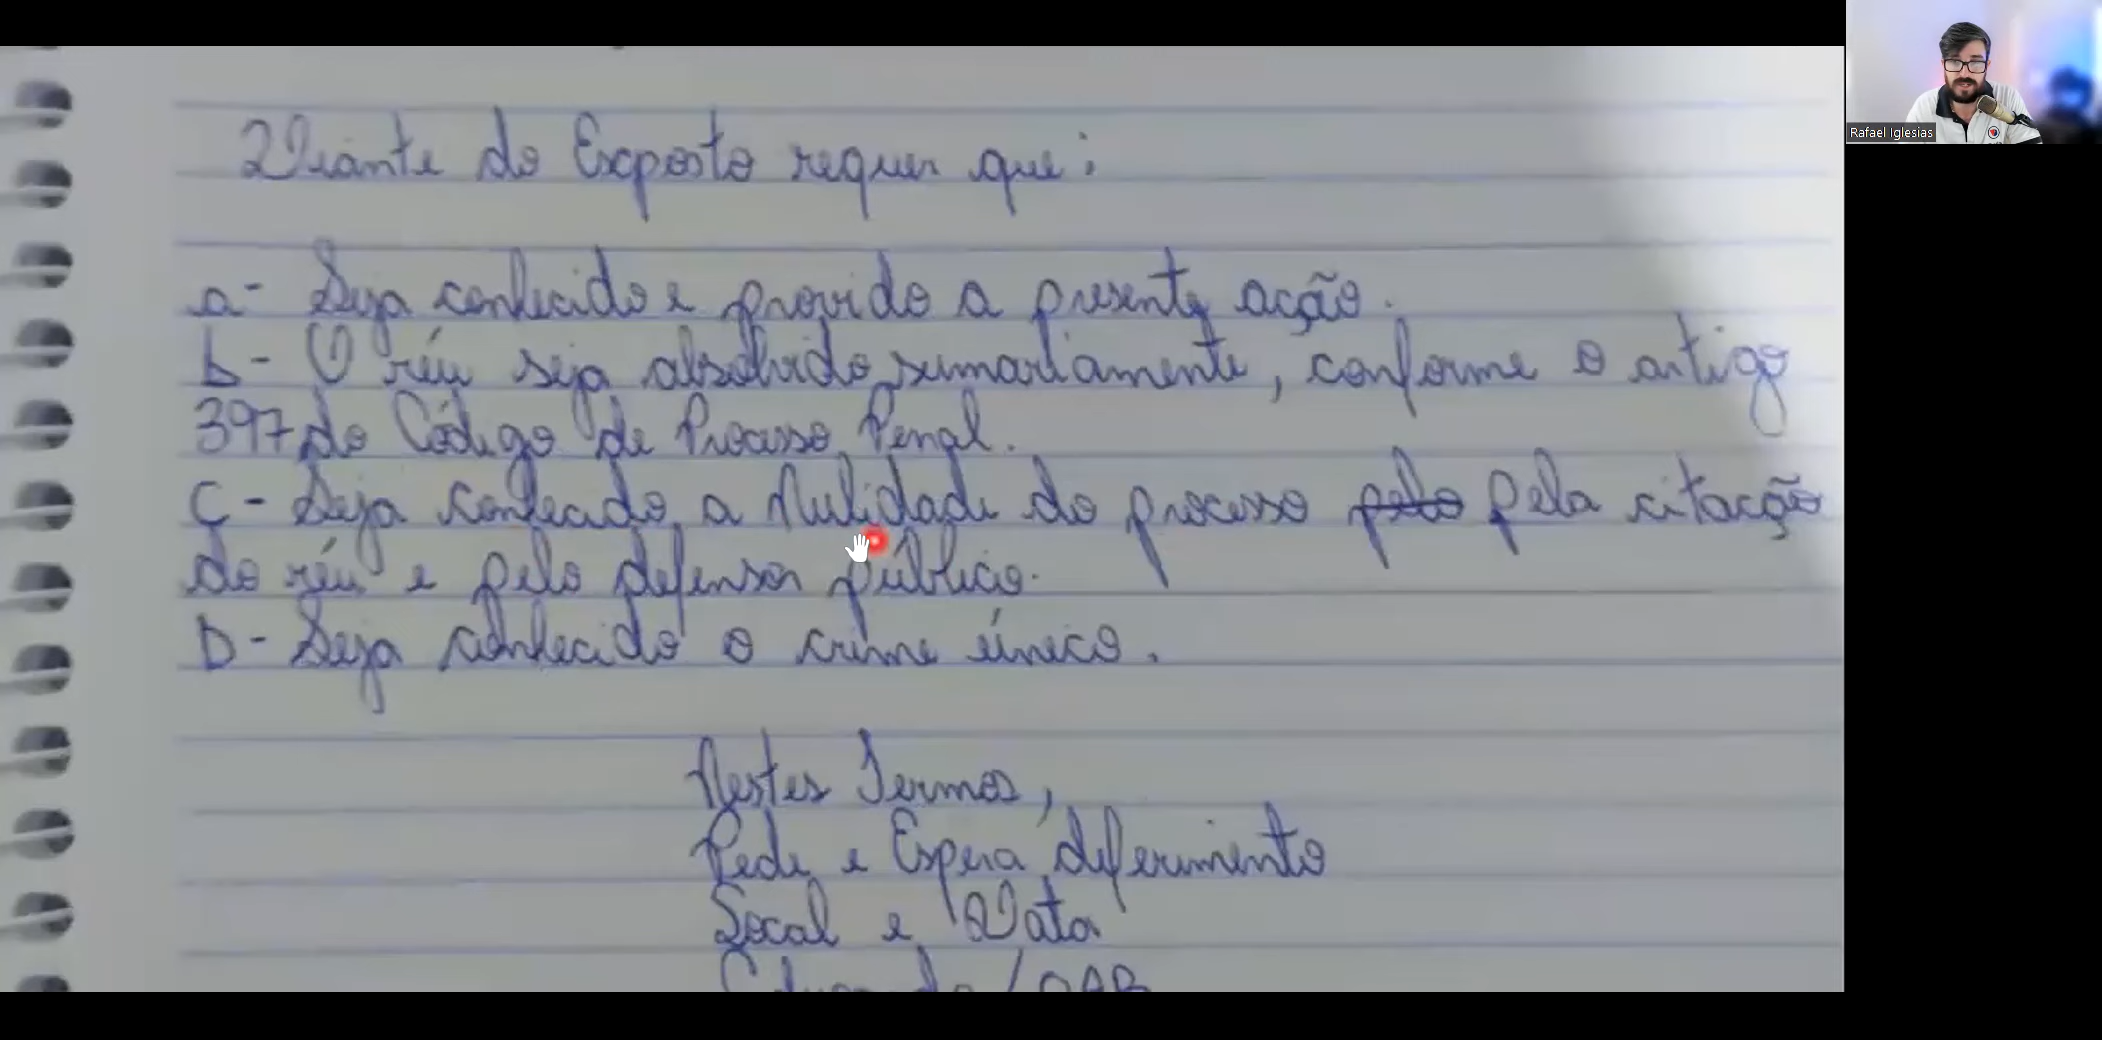 Diante do Exposto requer que:
a- Seja conhecido e provido a presente ação.
b- O réu seja absolvido sumariamente, conforme o artigo
397 do Código de Processo Penal.
C- Seja conhecido a Nulidade do processo pelo pela citação
do réu e pelo defensor público.
D- Seja conhecido o crime único.
Nestes Termos,
Pede e Espera deferimento
Local e Data
/OAB
Rafael Iglesias